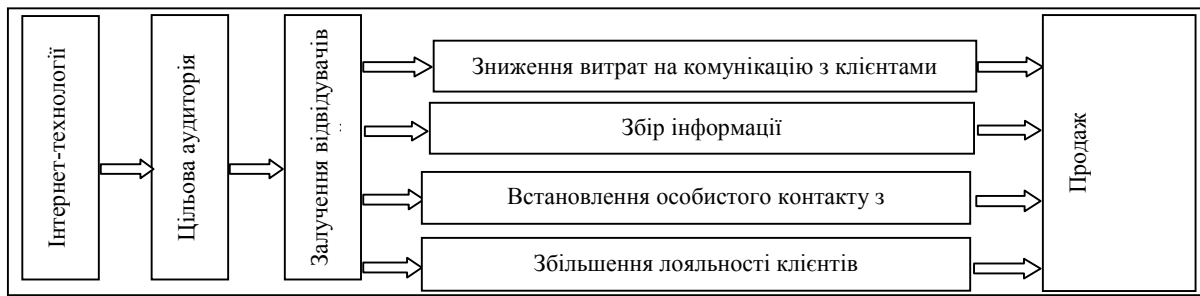 Інтернет-технології
Цільова аудиторія
Залучення відвідувачів
Зниження витрат на комунікацію з клієнтами
Збір інформації
Встановлення особистого контакту з
Збільшення лояльності клієнтів
Продаж